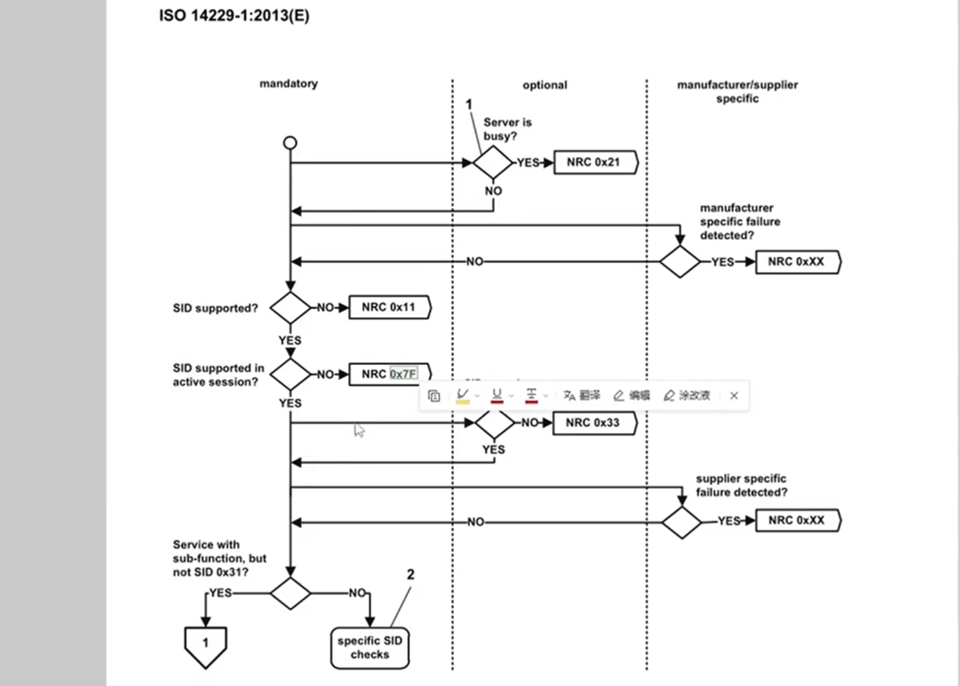 ISO 14229-1:2013(E)
mandatory
optional
manufacturer/supplier
specific
1
Server is
busy?
YES
NRC 0x21
NO
manufacturer
specific failure
detected?
NO
YES
NRC 0xXX
SID supported?
NO
NRC 0x11
YES
SID supported in
active session?
NO
NRC 0x7F
YES
翻译
编辑
涂改液
NO
NRC 0x33
YES
supplier specific
failure detected?
NO
YES
NRC 0xXX
Service with
sub-function, but
not SID 0x31?
YES
NO
2
1
specific SID
checks